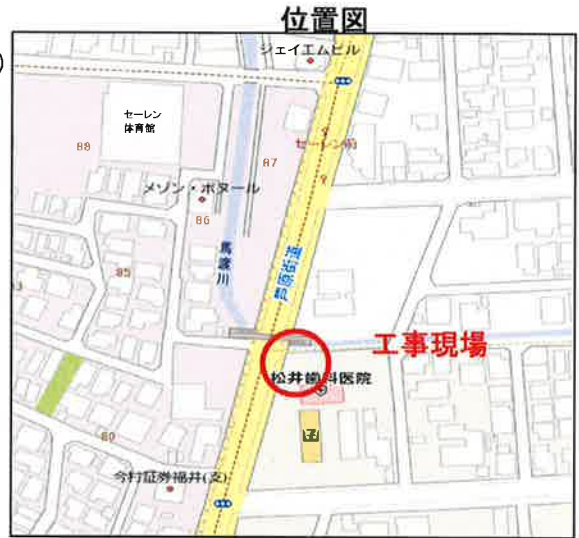 位置図
)
ジェイエムビル
セーレン
体育館
88
87
セーレン前
メゾン・ボヌール
86
馬渡川
芦原街道
85
工事現場
松井歯科医院
80
今村証券福井(支)